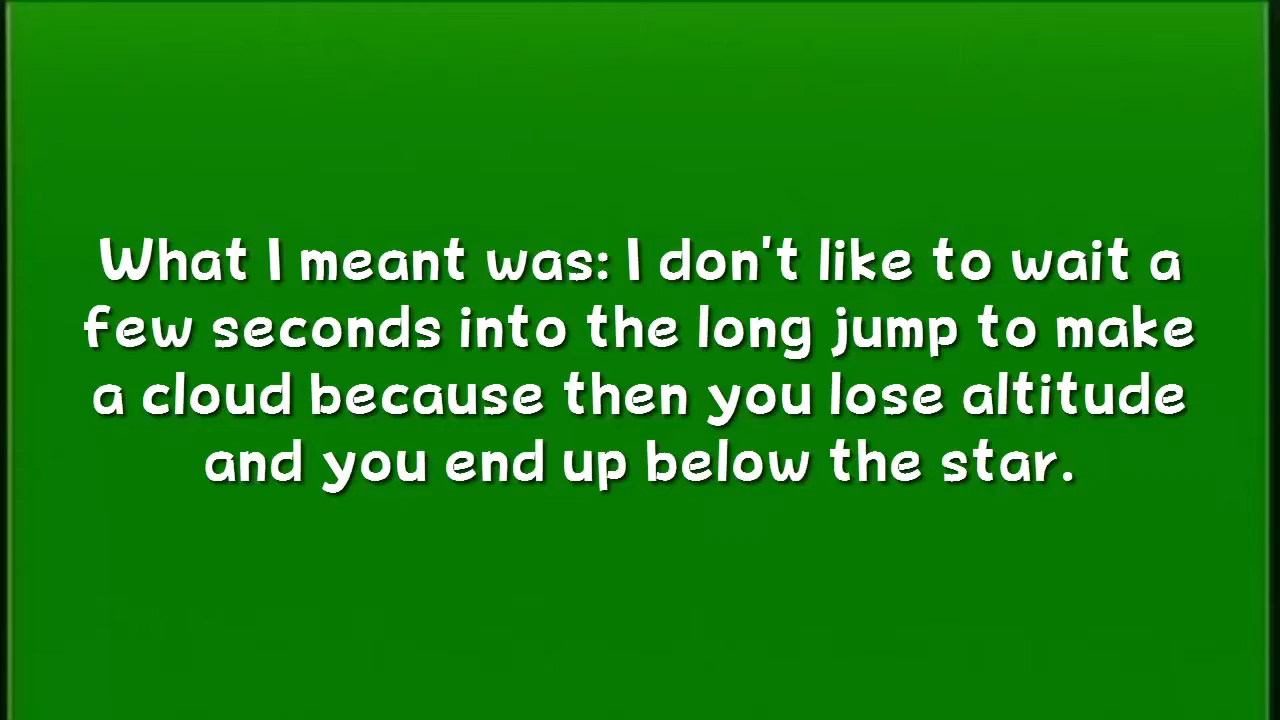 What I meant was: I don't like to wait a
few seconds into the long jump to make
a cloud because then you lose altitude
and you end up below the star.